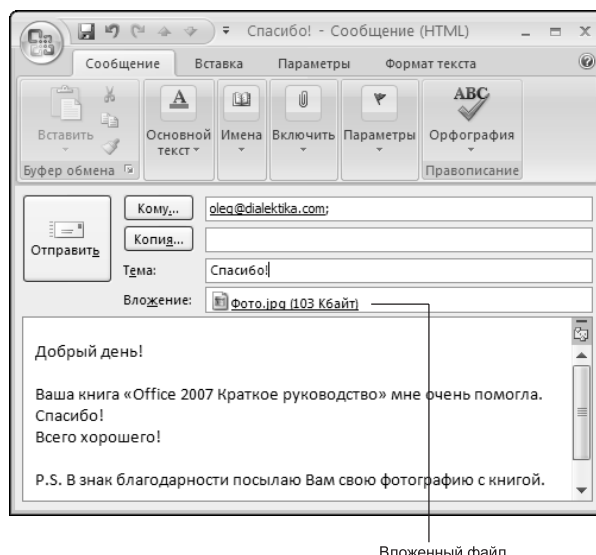 Спасибо! - Сообщение (HTML)
Сообщение Вставка Параметры Формат текста
Вставить
Основной текст
Имена
Включить
Параметры
ABC
Орфография
Буфер обмена
Правописание
Отправить
Кому... oleg@dialektika.com;
Копия...
Тема: Спасибо!
Вложение: Фото.jpg (103 Кбайт)
Добрый день!
Ваша книга «Office 2007 Краткое руководство» мне очень помогла.
Спасибо!
Всего хорошего!
P.S. В знак благодарности посылаю Вам свою фотографию с книгой.
Вложенный файл